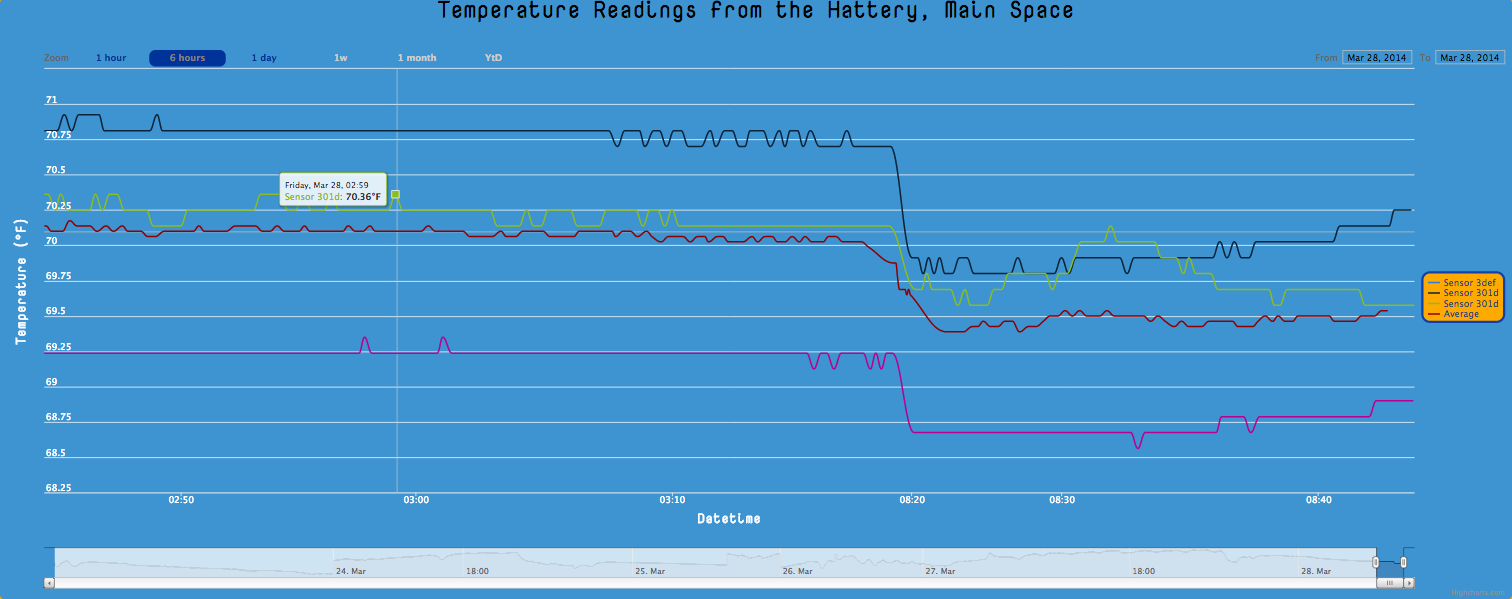 Temperature Readings from the Hattery, Main Space
Zoom 1 hour 6 hours 1 day 1w 1 month YtD From Mar 28, 2014 To Mar 28, 2014
71
70.75
70.5
Friday, Mar 28, 02:59
Sensor 301d: 70.36°F
70.25
70
69.75
69.5
69.25
69
68.75
68.5
68.25
Temperature (°F)
Sensor 3def
Sensor 301d
Sensor 301d
Average
02:50 03:00 03:10 08:20 08:30 08:40
Datetime
24. Mar 18:00 25. Mar 26. Mar 27. Mar 18:00 28. Mar
Highcharts.com